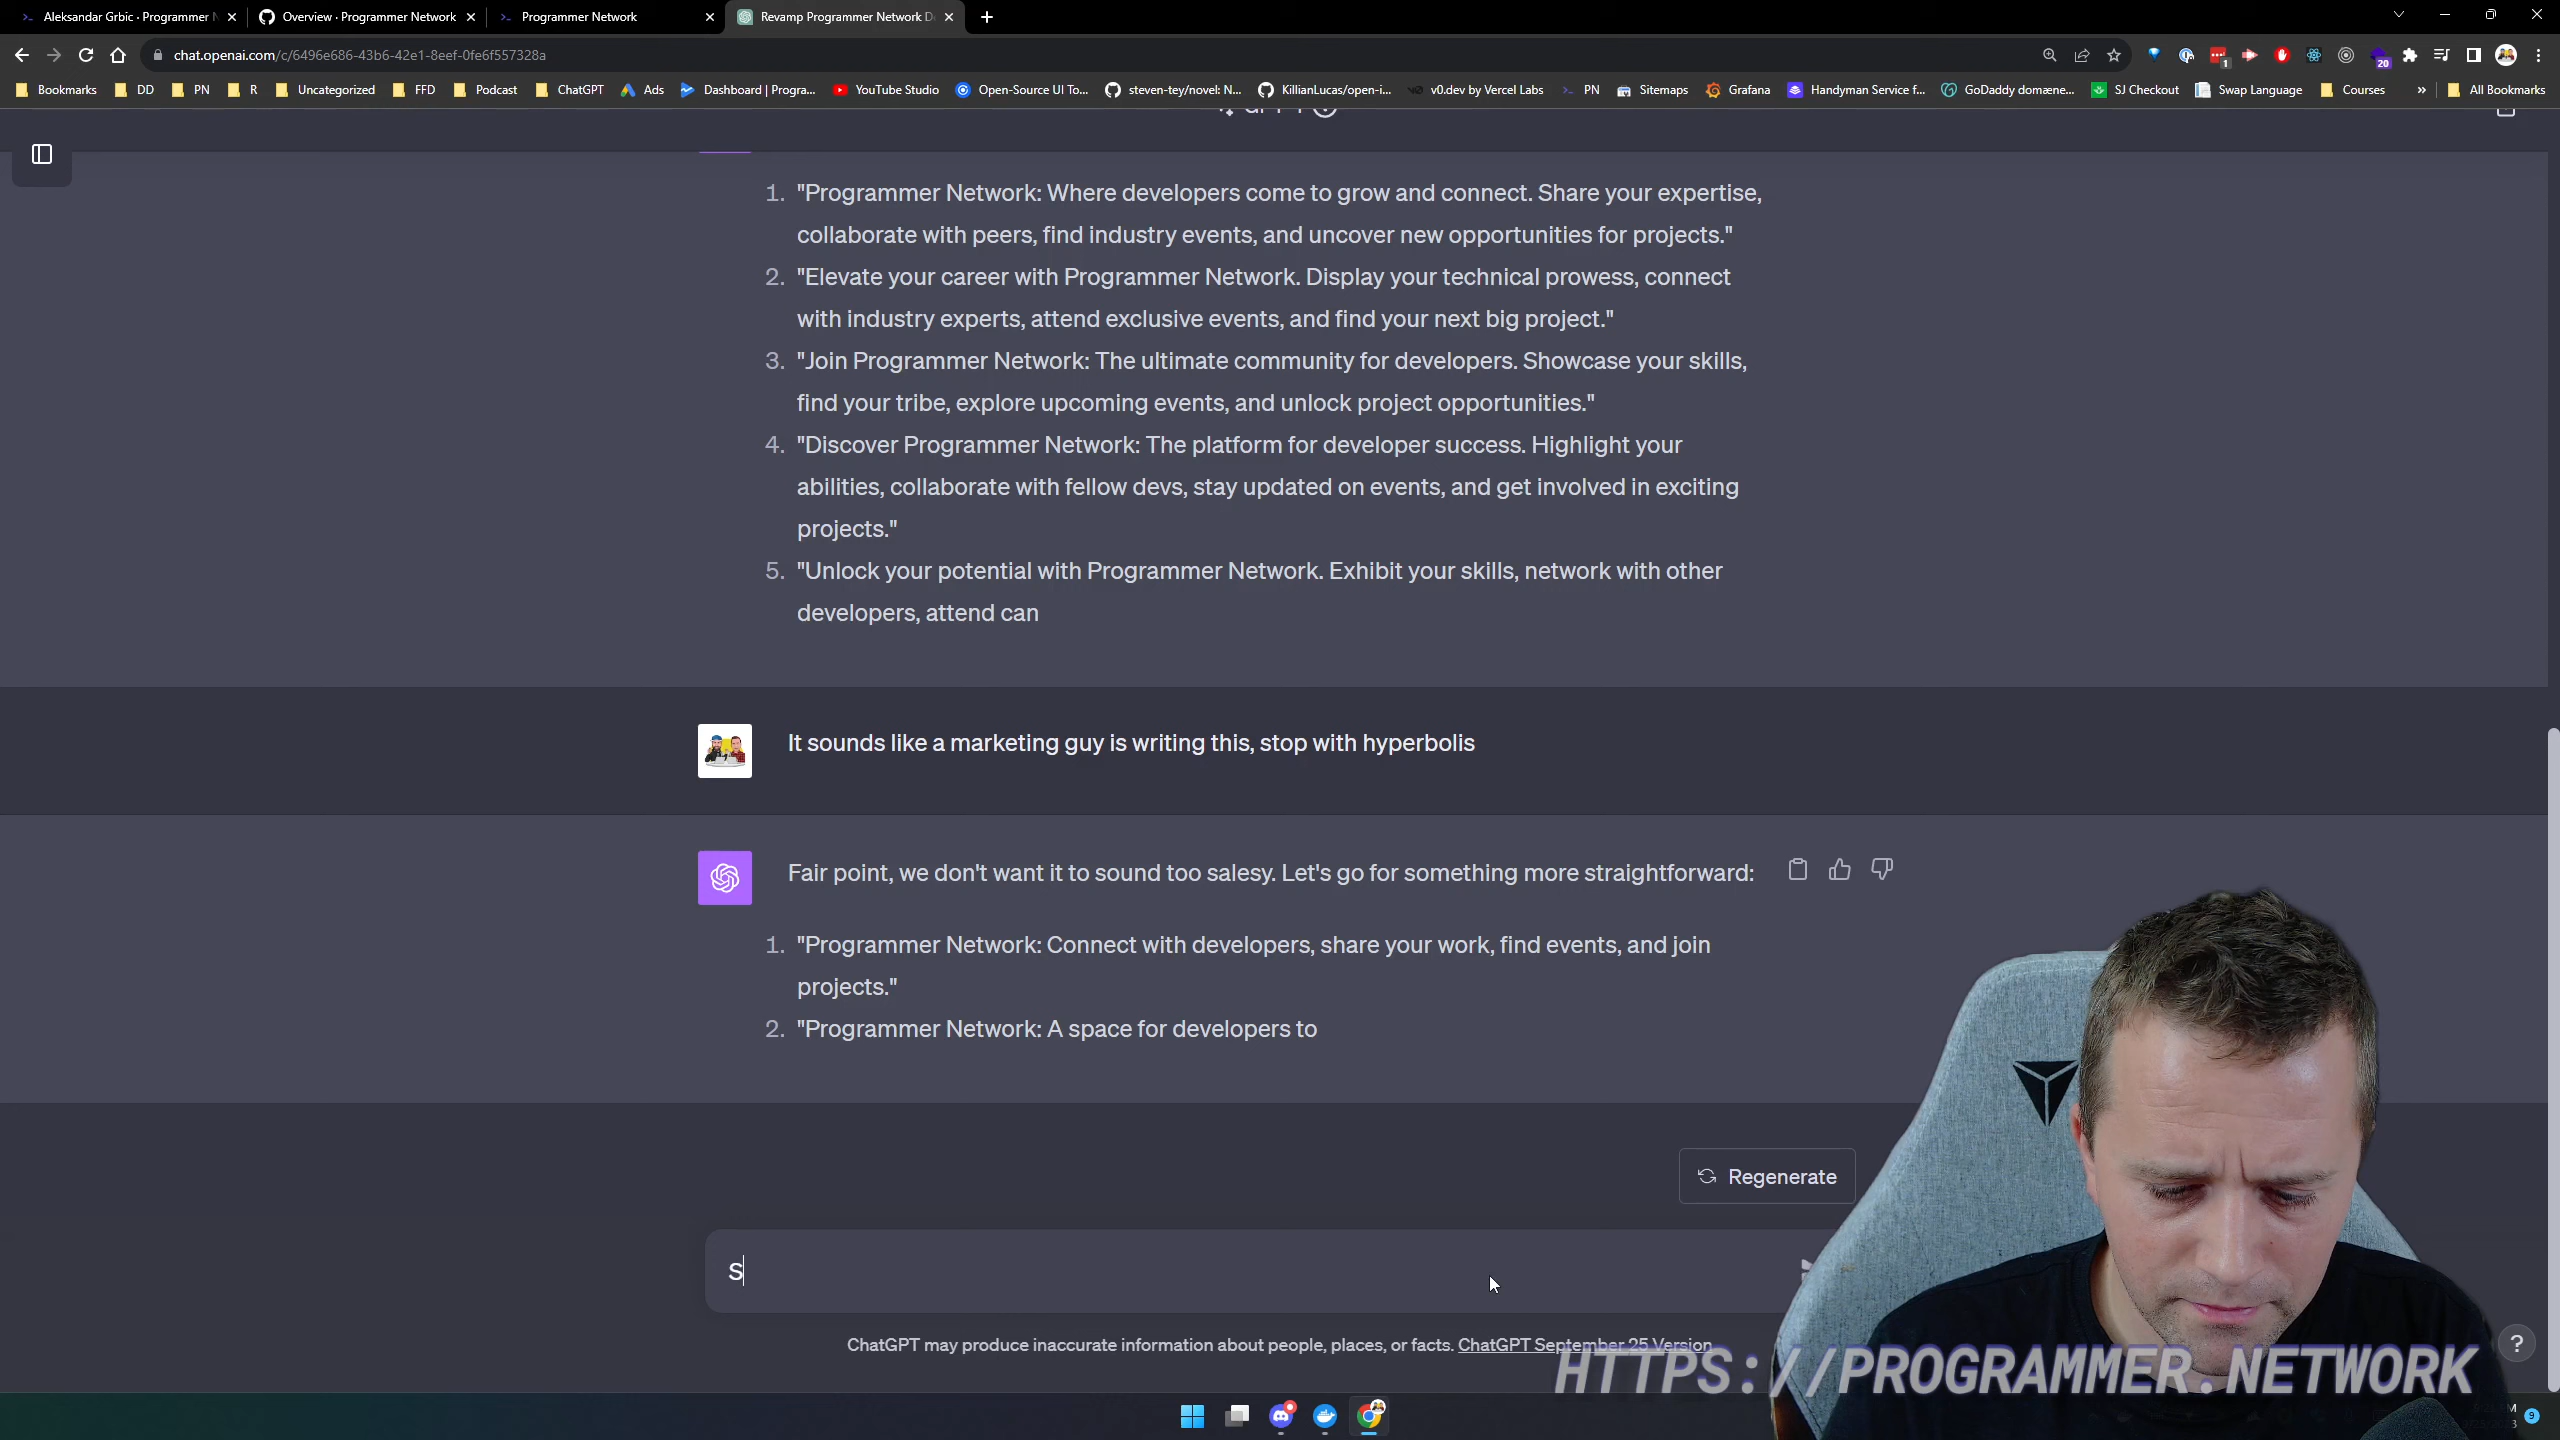 Aleksandar Grbic · Programmer N
Overview · Programmer Network
Programmer Network
Revamp Programmer Network D
chat.openai.com/c/6496e686-43b6-42e1-8eef-0fe6f557328a
1
20
Bookmarks
DD
PN
R
Uncategorized
FFD
Podcast
ChatGPT
Ads
Dashboard | Progra...
YouTube Studio
Open-Source UI To...
steven-tey/novel: N...
KillianLucas/open-i...
v0.dev by Vercel Labs
PN
Sitemaps
Grafana
Handyman Service f...
GoDaddy domæne...
SJ Checkout
Swap Language
Courses
»
All Bookmarks
1. "Programmer Network: Where developers come to grow and connect. Share your expertise,
collaborate with peers, find industry events, and uncover new opportunities for projects."
2. "Elevate your career with Programmer Network. Display your technical prowess, connect
with industry experts, attend exclusive events, and find your next big project."
3. "Join Programmer Network: The ultimate community for developers. Showcase your skills,
find your tribe, explore upcoming events, and unlock project opportunities."
4. "Discover Programmer Network: The platform for developer success. Highlight your
abilities, collaborate with fellow devs, stay updated on events, and get involved in exciting
projects."
5. "Unlock your potential with Programmer Network. Exhibit your skills, network with other
developers, attend can
It sounds like a marketing guy is writing this, stop with hyperbolis
Fair point, we don't want it to sound too salesy. Let's go for something more straightforward:
1. "Programmer Network: Connect with developers, share your work, find events, and join
projects."
2. "Programmer Network: A space for developers to
Regenerate
S
ChatGPT may produce inaccurate information about people, places, or facts. ChatGPT September 25 Version
?
HTTPS://PROGRAMMER.NETWORK
9